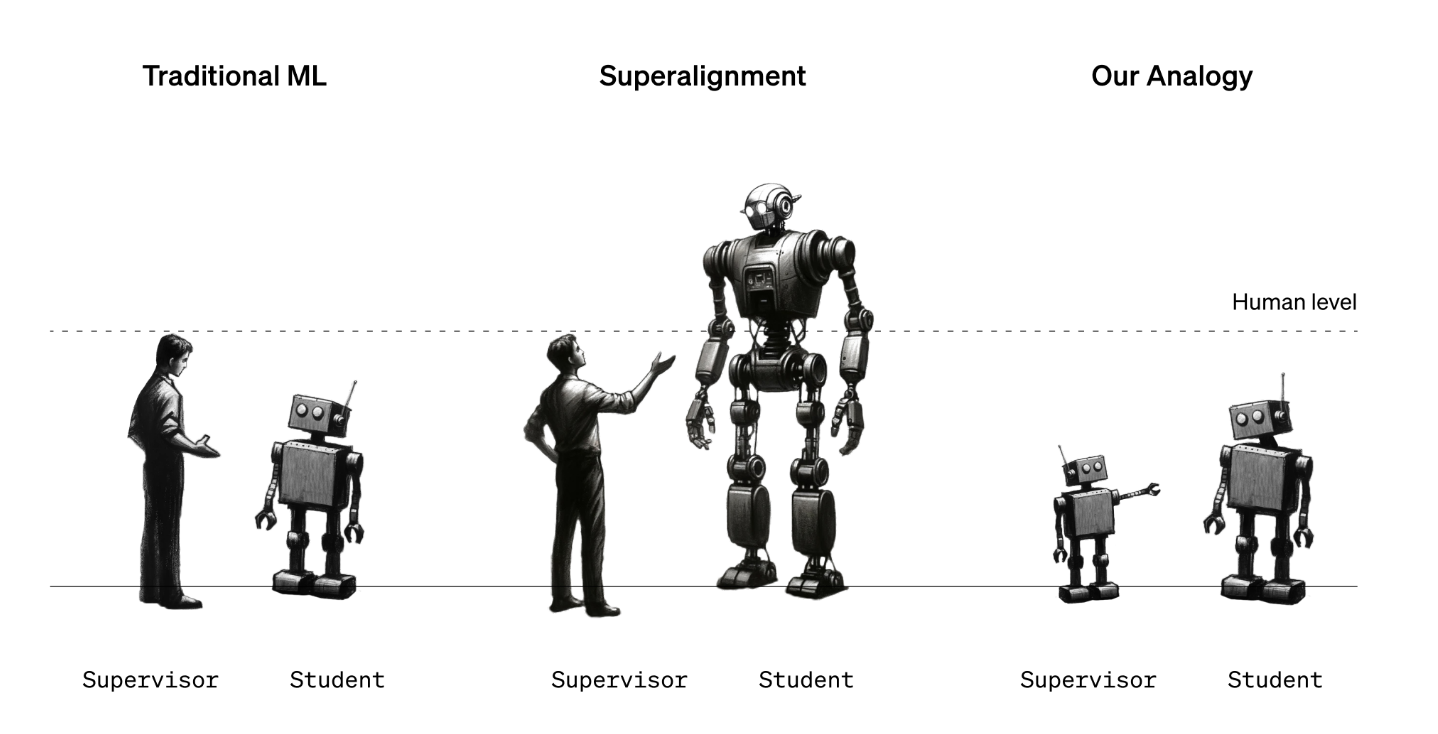 Traditional ML
Superalignment
Our Analogy
Human level
Supervisor
Student
Supervisor
Student
Supervisor
Student